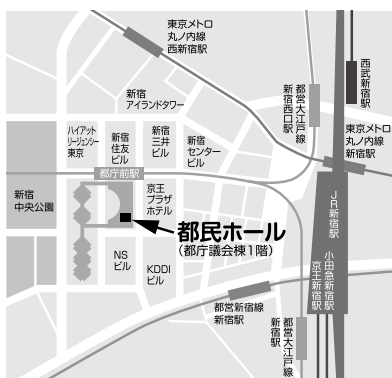 東京メトロ
丸ノ内線
西新宿駅
新宿
アイランドタワー
都営大江戸線
新宿西口駅
西武新宿駅
ハイアット
リージェンシー
東京
新宿
住友
ビル
新宿
三井
ビル
新宿
センター
ビル
東京メトロ
丸ノ内線
新宿駅
都庁前駅
新宿
中央公園
京王
プラザ
ホテル
JR新宿駅
都民ホール
(都庁議会棟1階)
小田急新宿駅
京王新宿駅
NS
ビル
KDDI
ビル
都営新宿線
新宿駅
都営大江戸線
新宿駅